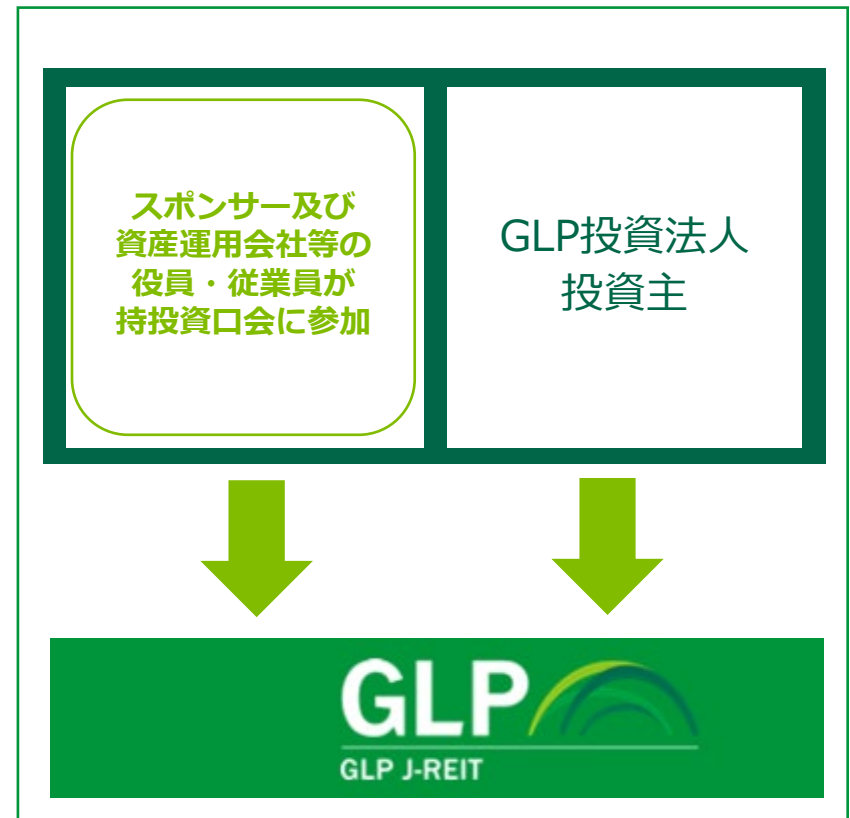 スポンサー及び
資産運用会社等の
役員・従業員が
持投資口会に参加
GLP投資法人
投資主
GLP
GLP J-REIT